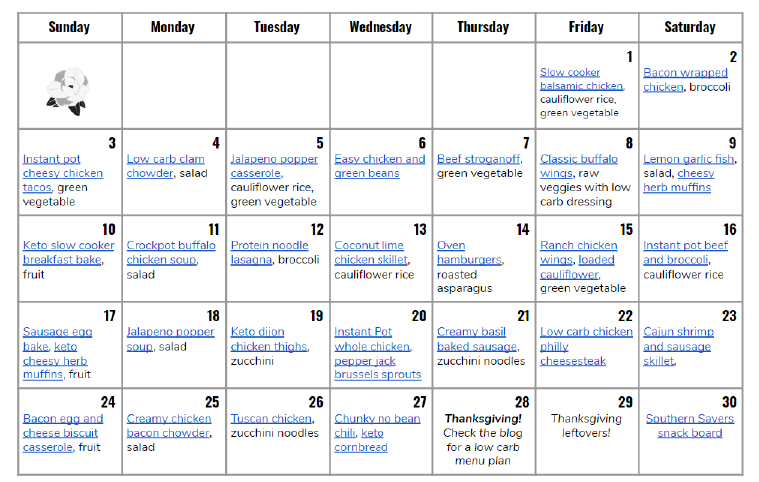 Sunday Monday Tuesday Wednesday Thursday Friday Saturday
1
Slow cooker
balsamic chicken,
cauliflower rice,
green vegetable
2
Bacon wrapped
chicken, broccoli
3
Instant pot
cheesy chicken
tacos, green
vegetable
4
Low carb clam
chowder, salad
5
Jalapeno popper
casserole,
cauliflower rice,
green vegetable
6
Easy chicken and
green beans
7
Beef stroganoff,
green vegetable
8
Classic buffalo
wings, raw
veggies with low
carb dressing
9
Lemon garlic fish,
salad, cheesy
herb muffins
10
Keto slow cooker
breakfast bake,
fruit
11
Crockpot buffalo
chicken soup,
salad
12
Protein noodle
lasagna, broccoli
13
Coconut lime
chicken skillet,
cauliflower rice
14
Oven
hamburgers,
roasted
asparagus
15
Ranch chicken
wings, loaded
cauliflower,
green vegetable
16
Instant pot beef
and broccoli,
cauliflower rice
17
Sausage egg
bake, keto
cheesy herb
muffins, fruit
18
Jalapeno popper
soup, salad
19
Keto dijon
chicken thighs,
zucchini
20
Instant Pot
whole chicken,
pepper jack
brussels sprouts
21
Creamy basil
baked sausage,
zucchini noodles
22
Low carb chicken
philly
cheesesteak
23
Cajun shrimp
and sausage
skillet,
24
Bacon egg and
cheese biscuit
casserole, fruit
25
Creamy chicken
bacon chowder,
salad
26
Tuscan chicken,
zucchini noodles
27
Chunky no bean
chili, keto
cornbread
28
Thanksgiving!
Check the blog
for a low carb
menu plan
29
Thanksgiving
leftovers!
30
Southern Savers
snack board